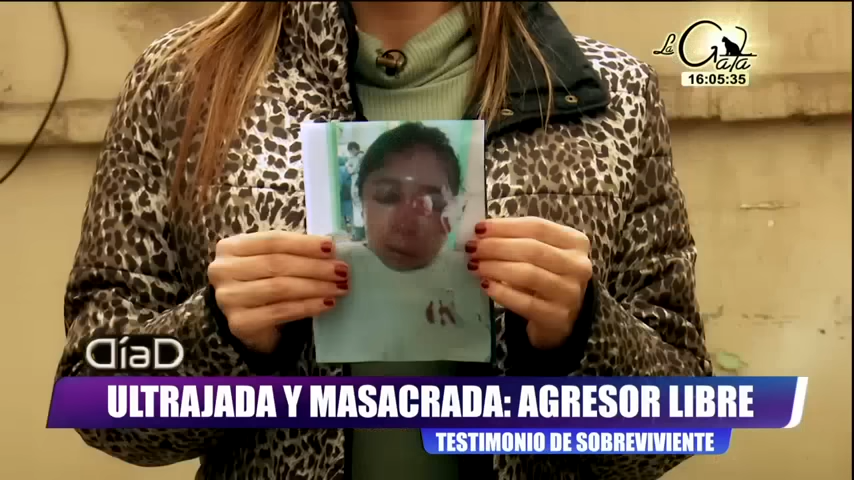 La Gata
16:05:35
DíaD
ULTRAJADA Y MASACRADA: AGRESOR LIBRE
TESTIMONIO DE SOBREVIVIENTE